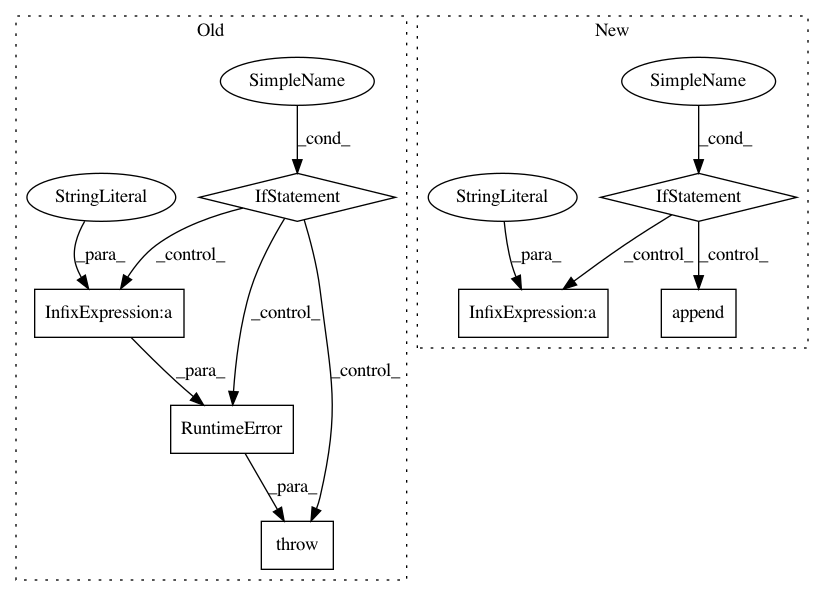 Old
New
SimpleName
SimpleName
_cond_
_cond_
StringLiteral
IfStatement
StringLiteral
IfStatement
_para_
_control_
_para_
_control_
_control_
InfixExpression:a
_control_
InfixExpression:a
append
_para_
_control_
RuntimeError
_para_
throw